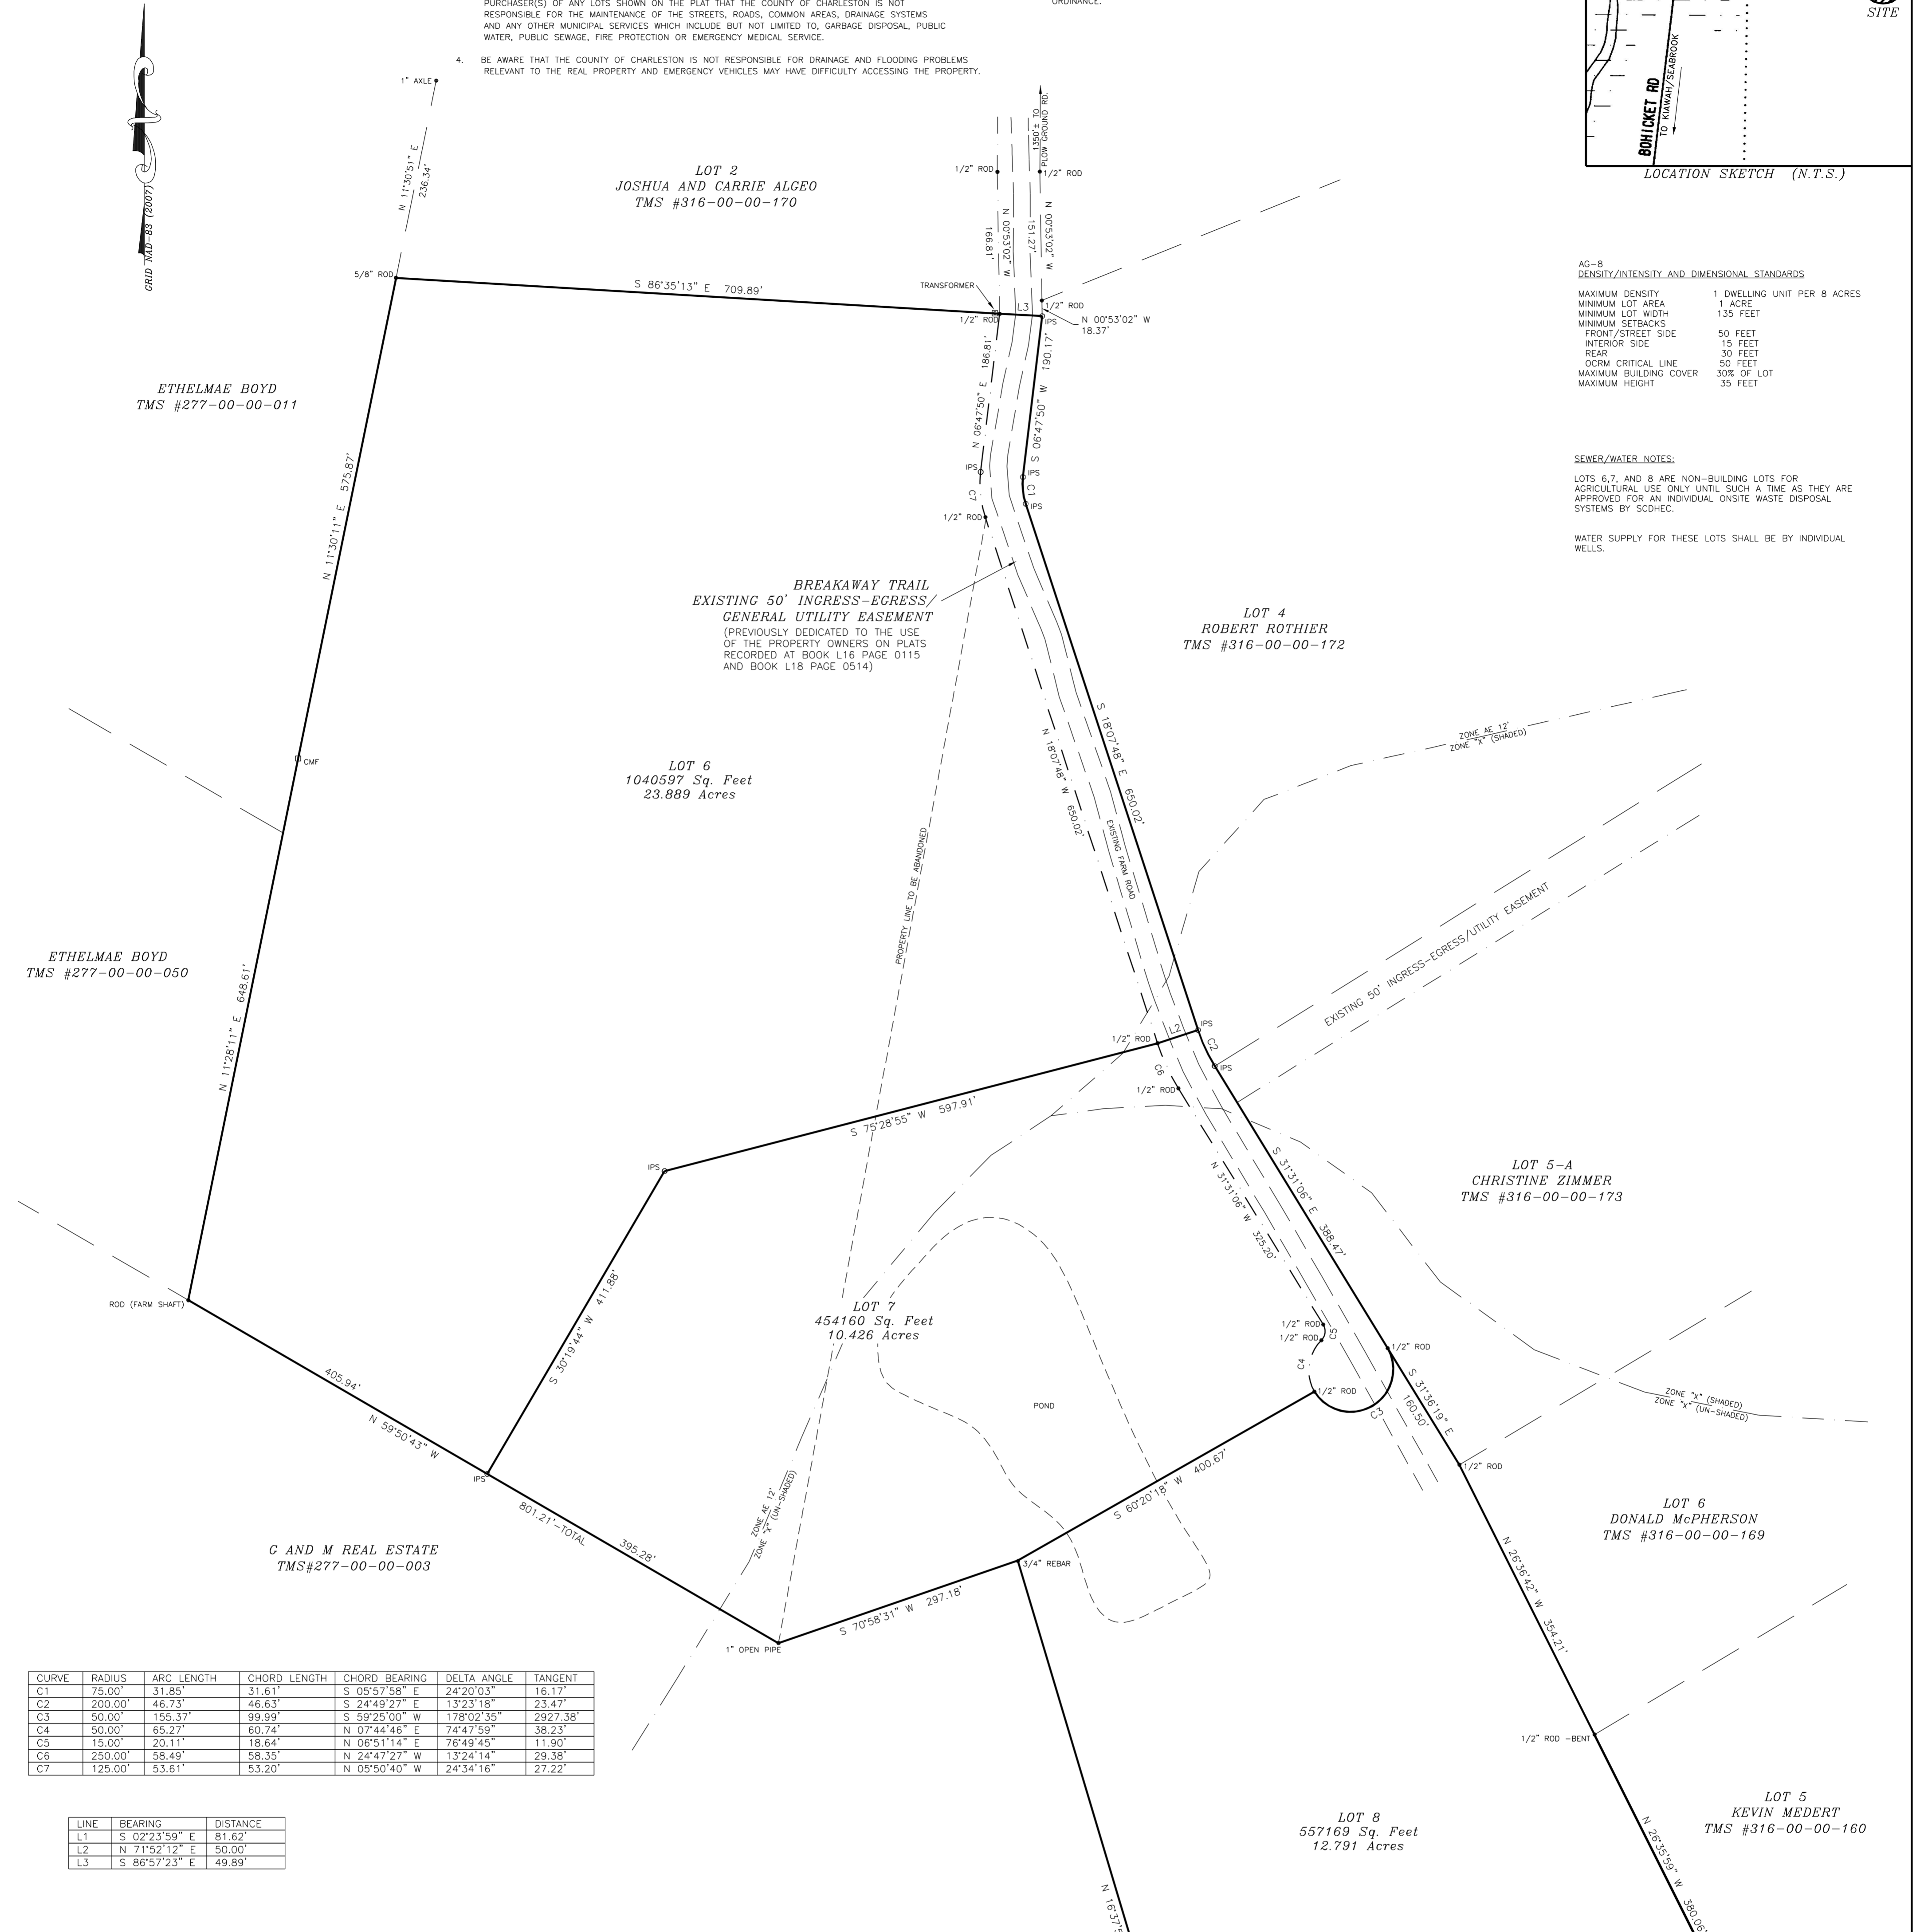 PURCHASER(S) OF ANY LOTS SHOWN ON THE PLAT THAT THE COUNTY OF CHARLESTON IS NOT
RESPONSIBLE FOR THE MAINTENANCE OF THE STREETS, ROADS, COMMON AREAS, DRAINAGE SYSTEMS
AND ANY OTHER MUNICIPAL SERVICES WHICH INCLUDE BUT NOT LIMITED TO, GARBAGE DISPOSAL, PUBLIC
WATER, PUBLIC SEWAGE, FIRE PROTECTION OR EMERGENCY MEDICAL SERVICE.
4. BE AWARE THAT THE COUNTY OF CHARLESTON IS NOT RESPONSIBLE FOR DRAINAGE AND FLOODING PROBLEMS
RELEVANT TO THE REAL PROPERTY AND EMERGENCY VEHICLES MAY HAVE DIFFICULTY ACCESSING THE PROPERTY.
ORDINANCE.
SITE
BOHICKET RD
TO KIAWAH/SEABROOK
LOCATION SKETCH (N.T.S.)
GRID NAD-83 (2007)
1" AXLE
N 11°30'51" E
236.34'
LOT 2
JOSHUA AND CARRIE ALGEO
TMS #316-00-00-170
1350'± TO
PLOW GROUND RD.
1/2" ROD
1/2" ROD
N 00°53'02" W
166.81'
151.27'
N 00°53'02" W
5/8" ROD
S 86°35'13" E 709.89'
TRANSFORMER
1/2" ROD
L3
1/2" ROD
IPS
N 00°53'02" W
18.37'
AG-8
DENSITY/INTENSITY AND DIMENSIONAL STANDARDS
MAXIMUM DENSITY 1 DWELLING UNIT PER 8 ACRES
MINIMUM LOT AREA 1 ACRE
MINIMUM LOT WIDTH 135 FEET
MINIMUM SETBACKS
FRONT/STREET SIDE 50 FEET
INTERIOR SIDE 15 FEET
REAR 30 FEET
OCRM CRITICAL LINE 50 FEET
MAXIMUM BUILDING COVER 30% OF LOT
MAXIMUM HEIGHT 35 FEET
SEWER/WATER NOTES:
LOTS 6,7, AND 8 ARE NON-BUILDING LOTS FOR
AGRICULTURAL USE ONLY UNTIL SUCH A TIME AS THEY ARE
APPROVED FOR AN INDIVIDUAL ONSITE WASTE DISPOSAL
SYSTEMS BY SCDHEC.
WATER SUPPLY FOR THESE LOTS SHALL BE BY INDIVIDUAL
WELLS.
ETHELMAE BOYD
TMS #277-00-00-011
N 11°30'11" E 575.87'
N 06°47'50" E 186.81'
S 06°47'50" W 190.17'
IPS
C7
1/2" ROD
IPS
C1
IPS
BREAKAWAY TRAIL
EXISTING 50' INGRESS-EGRESS/
GENERAL UTILITY EASEMENT
(PREVIOUSLY DEDICATED TO THE USE
OF THE PROPERTY OWNERS ON PLATS
RECORDED AT BOOK L16 PAGE 0115
AND BOOK L18 PAGE 0514)
LOT 4
ROBERT ROTHIER
TMS #316-00-00-172
S 18°07'48" E 650.02'
N 18°07'48" W 650.02'
EXISTING FARM ROAD
ZONE AE 12'
ZONE "X" (SHADED)
CMF
LOT 6
1040597 Sq. Feet
23.889 Acres
PROPERTY LINE TO BE ABANDONED
EXISTING 50' INGRESS-EGRESS/UTILITY EASEMENT
ETHELMAE BOYD
TMS #277-00-00-050
N 11°28'11" E 648.61'
1/2" ROD
L2
IPS
C2
IPS
C6
1/2" ROD
S 75°28'55" W 597.91'
IPS
S 31°31'06" E 388.47'
N 31°31'06" W 325.20'
LOT 5-A
CHRISTINE ZIMMER
TMS #316-00-00-173
ROD (FARM SHAFT)
S 30°19'44" W 411.88'
LOT 7
454160 Sq. Feet
10.426 Acres
1/2" ROD
1/2" ROD
C5
C4
1/2" ROD
1/2" ROD
C3
S 31°36'19" E
160.50'
POND
ZONE "X" (SHADED)
ZONE "X" (UN-SHADED)
405.94'
N 59°50'43" W
IPS
801.21'-TOTAL
395.28'
ZONE AE 12'
ZONE "X" (UN-SHADED)
S 60°20'18" W 400.67'
1/2" ROD
LOT 6
DONALD McPHERSON
TMS #316-00-00-169
G AND M REAL ESTATE
TMS#277-00-00-003
3/4" REBAR
S 70°58'31" W 297.18'
1" OPEN PIPE
N 26°36'42" W 354.21'
1/2" ROD -BENT
CURVE RADIUS ARC LENGTH CHORD LENGTH CHORD BEARING DELTA ANGLE TANGENT
C1 75.00' 31.85' 31.61' S 05°57'58" E 24°20'03" 16.17'
C2 200.00' 46.73' 46.63' S 24°49'27" E 13°23'18" 23.47'
C3 50.00' 155.37' 99.99' S 59°25'00" W 178°02'35" 2927.38'
C4 50.00' 65.27' 60.74' N 07°44'46" E 74°47'59" 38.23'
C5 15.00' 20.11' 18.64' N 06°51'14" E 76°49'45" 11.90'
C6 250.00' 58.49' 58.35' N 24°47'27" W 13°24'14" 29.38'
C7 125.00' 53.61' 53.20' N 05°50'40" W 24°34'16" 27.22'
LINE BEARING DISTANCE
L1 S 02°23'59" E 81.62'
L2 N 71°52'12" E 50.00'
L3 S 86°57'23" E 49.89'
LOT 8
557169 Sq. Feet
12.791 Acres
LOT 5
KEVIN MEDERT
TMS #316-00-00-160
N 26°35'59" W 380.06'
N 16°37'